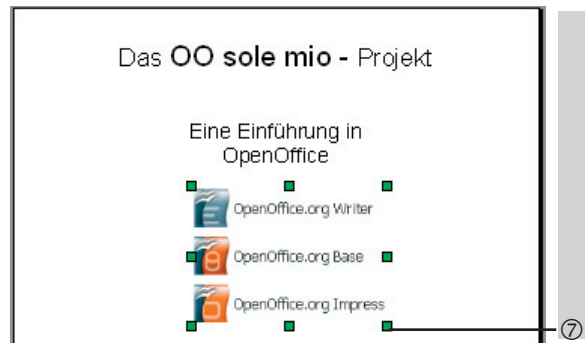 Das OO sole mio - Projekt
Eine Einführung in
OpenOffice
OpenOffice.org Writer
OpenOffice.org Base
OpenOffice.org Impress
⑦